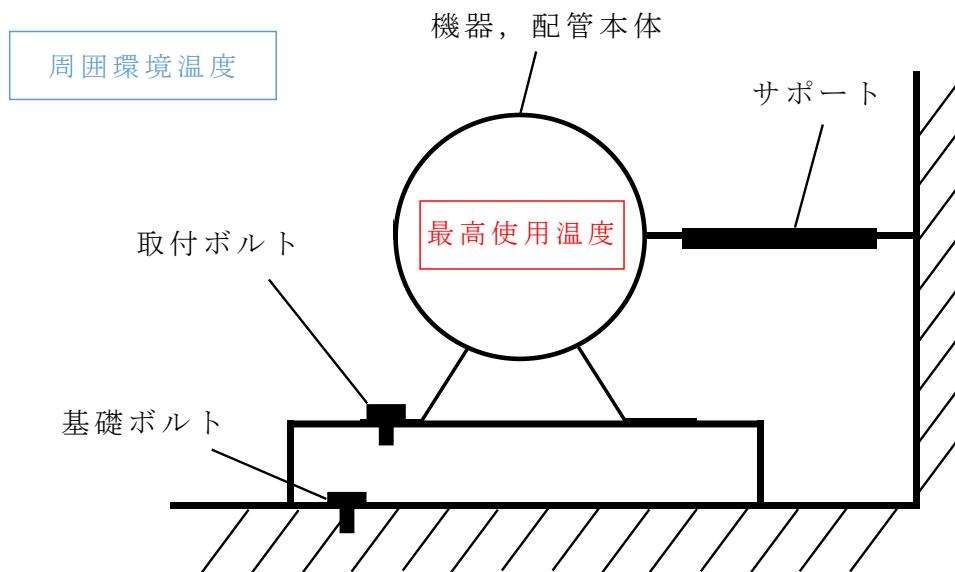 機器，配管本体
周囲環境温度
サポート
最高使用温度
取付ボルト
基礎ボルト